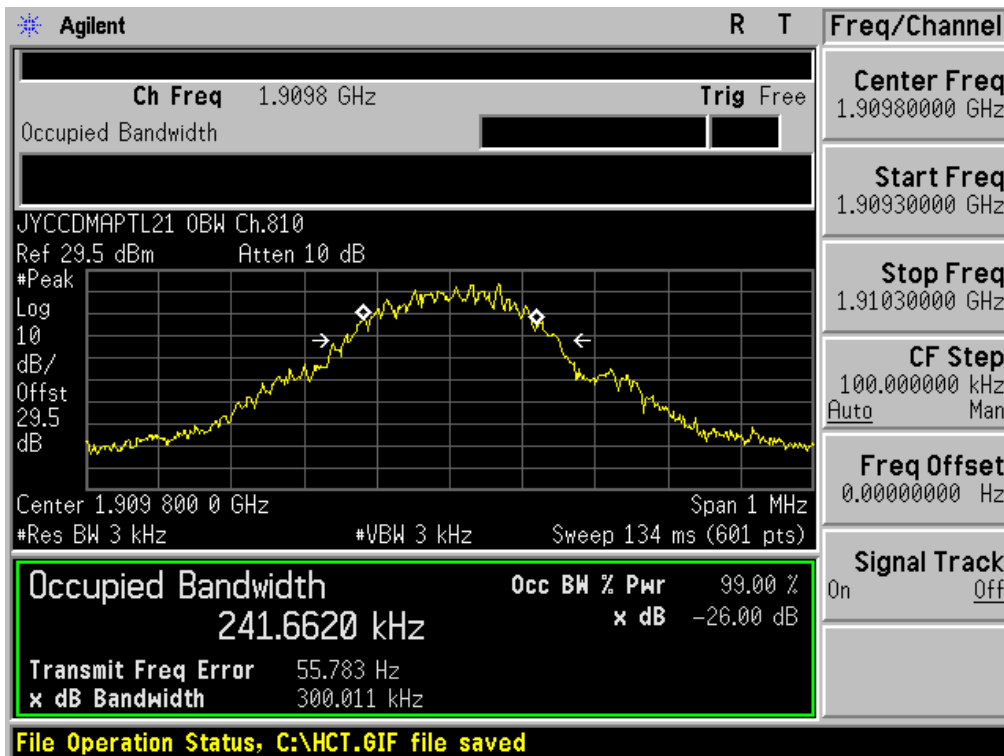 Agilent R T Freq/Channel
Ch Freq 1.9098 GHz Trig Free
Occupied Bandwidth
Center Freq
1.90980000 GHz
Start Freq
1.90930000 GHz
Stop Freq
1.91030000 GHz
CF Step
100.000000 kHz
Auto Man
Freq Offset
0.00000000 Hz
Signal Track
On Off
JYCCDMAPTL21 OBW Ch.810
Ref 29.5 dBm Atten 10 dB
#Peak
Log
10
dB/
Offst
29.5
dB
Center 1.909 800 0 GHz Span 1 MHz
#Res BW 3 kHz #VBW 3 kHz Sweep 134 ms (601 pts)
Occupied Bandwidth
241.6620 kHz
Occ BW % Pwr 99.00 %
x dB -26.00 dB
Transmit Freq Error 55.783 Hz
x dB Bandwidth 300.011 kHz
File Operation Status, C:\HCT.GIF file saved